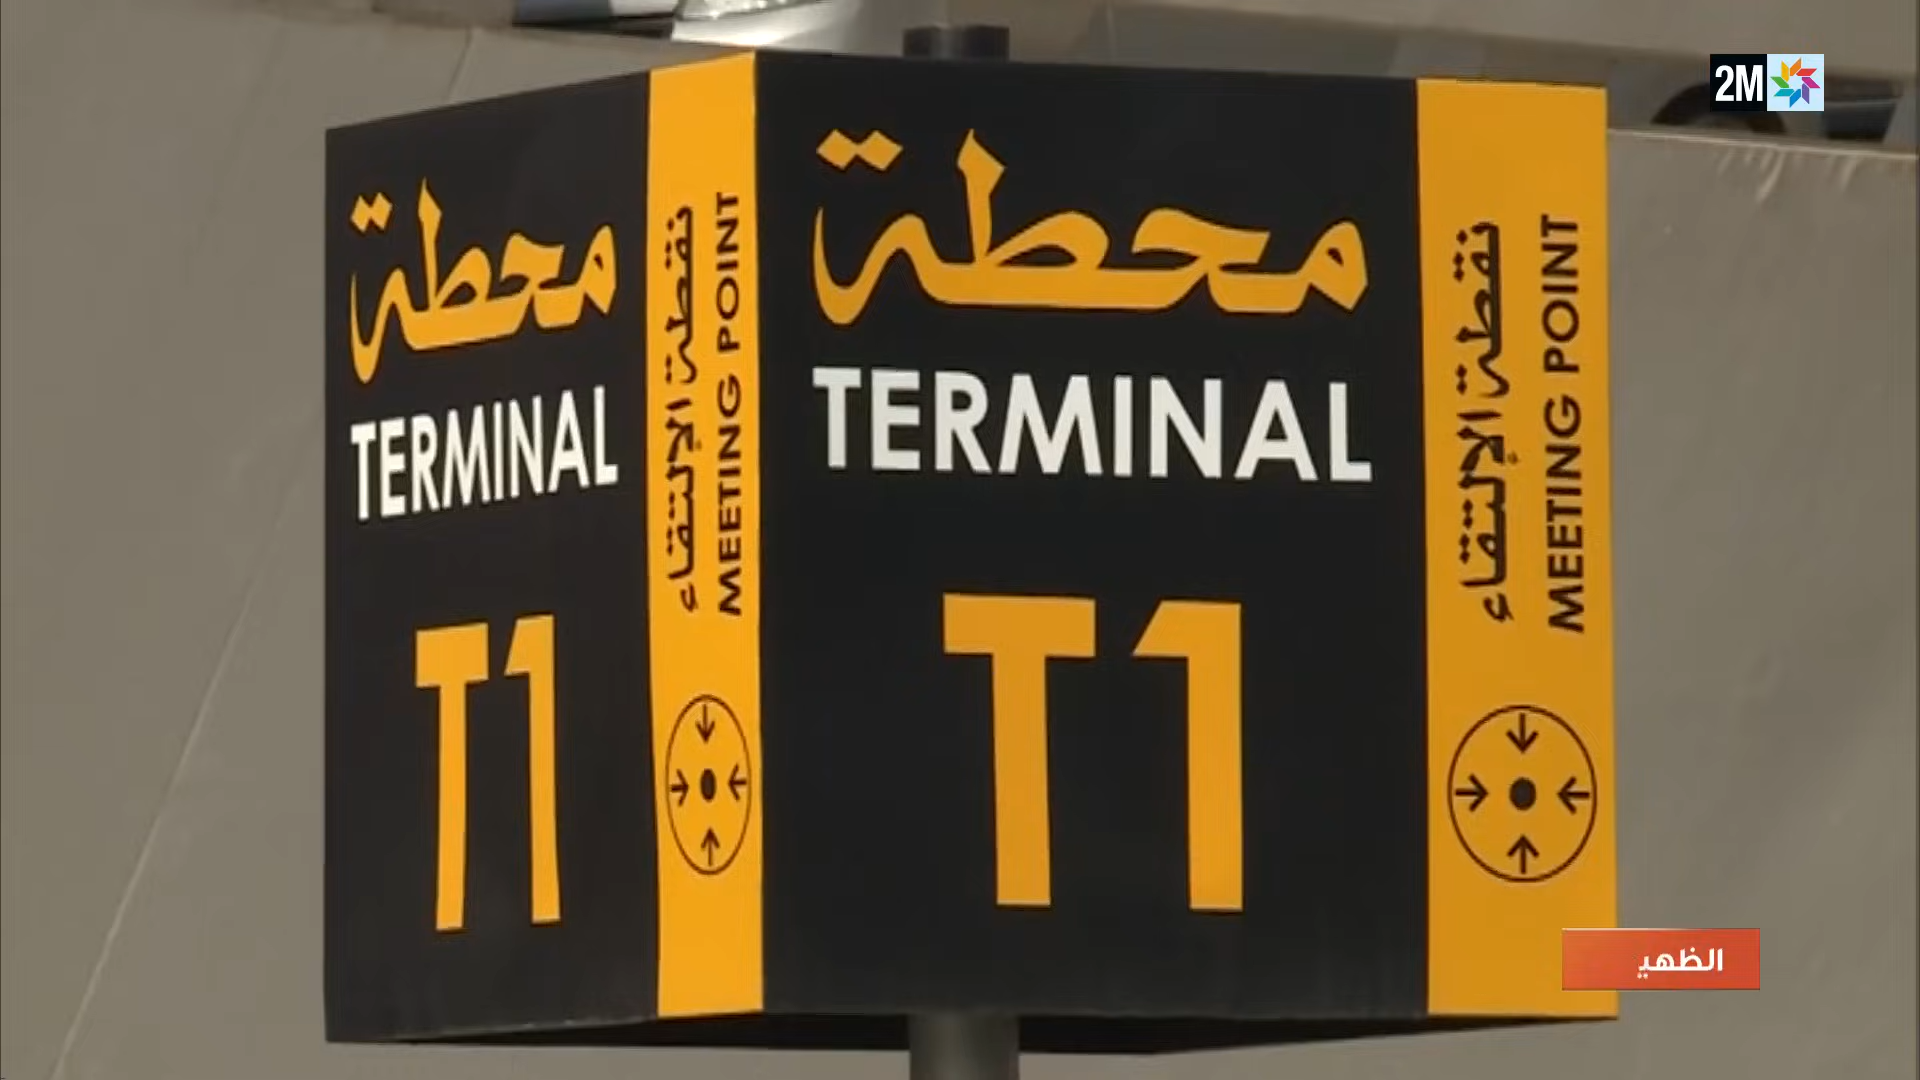 2M
محطة
TERMINAL
T1
نقطة الإلتقاء
MEETING POINT
محطة
TERMINAL
T1
نقطة الإلتقاء
MEETING POINT
الظهي